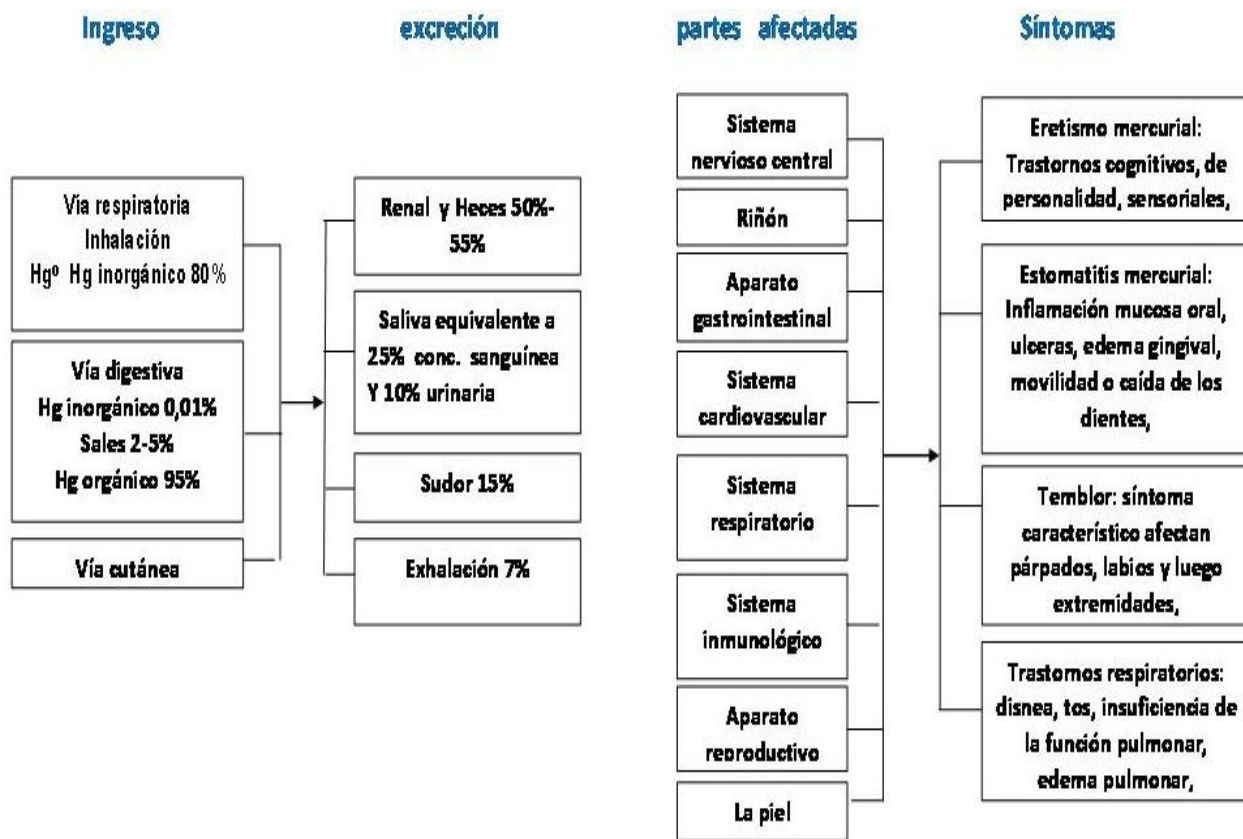 Ingreso
Vía respiratoria
Inhalación
Hgº Hg inorgánico 80%
Vía digestiva
Hg inorgánico 0,01%
Sales 2-5%
Hg orgánico 95%
Vía cutánea
excreción
Renal y Heces 50%-
55%
Saliva equivalente a
25% conc. sanguínea
Y 10% urinaria
Sudor 15%
Exhalación 7%
partes afectadas
Sistema
nervioso central
Riñón
Aparato
gastrointestinal
Sistema
cardiovascular
Sistema
respiratorio
Sistema
inmunológico
Aparato
reproductivo
La piel
Síntomas
Eretismo mercurial:
Trastornos cognitivos, de
personalidad, sensoriales,
Estomatitis mercurial:
Inflamación mucosa oral,
ulceras, edema gingival,
movilidad o caída de los
dientes,
Temblor: síntoma
característico afectan
párpados, labios y luego
extremidades,
Trastornos respiratorios:
disnea, tos, insuficiencia de
la función pulmonar,
edema pulmonar,